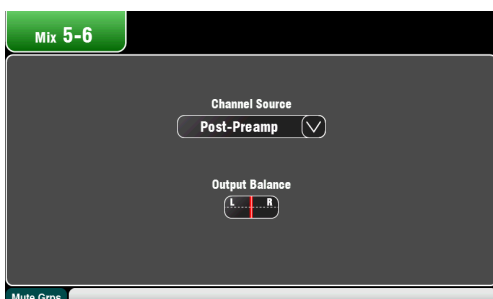 Mix 5-6
Channel Source
Post-Preamp
Output Balance
L R
Mute Grps